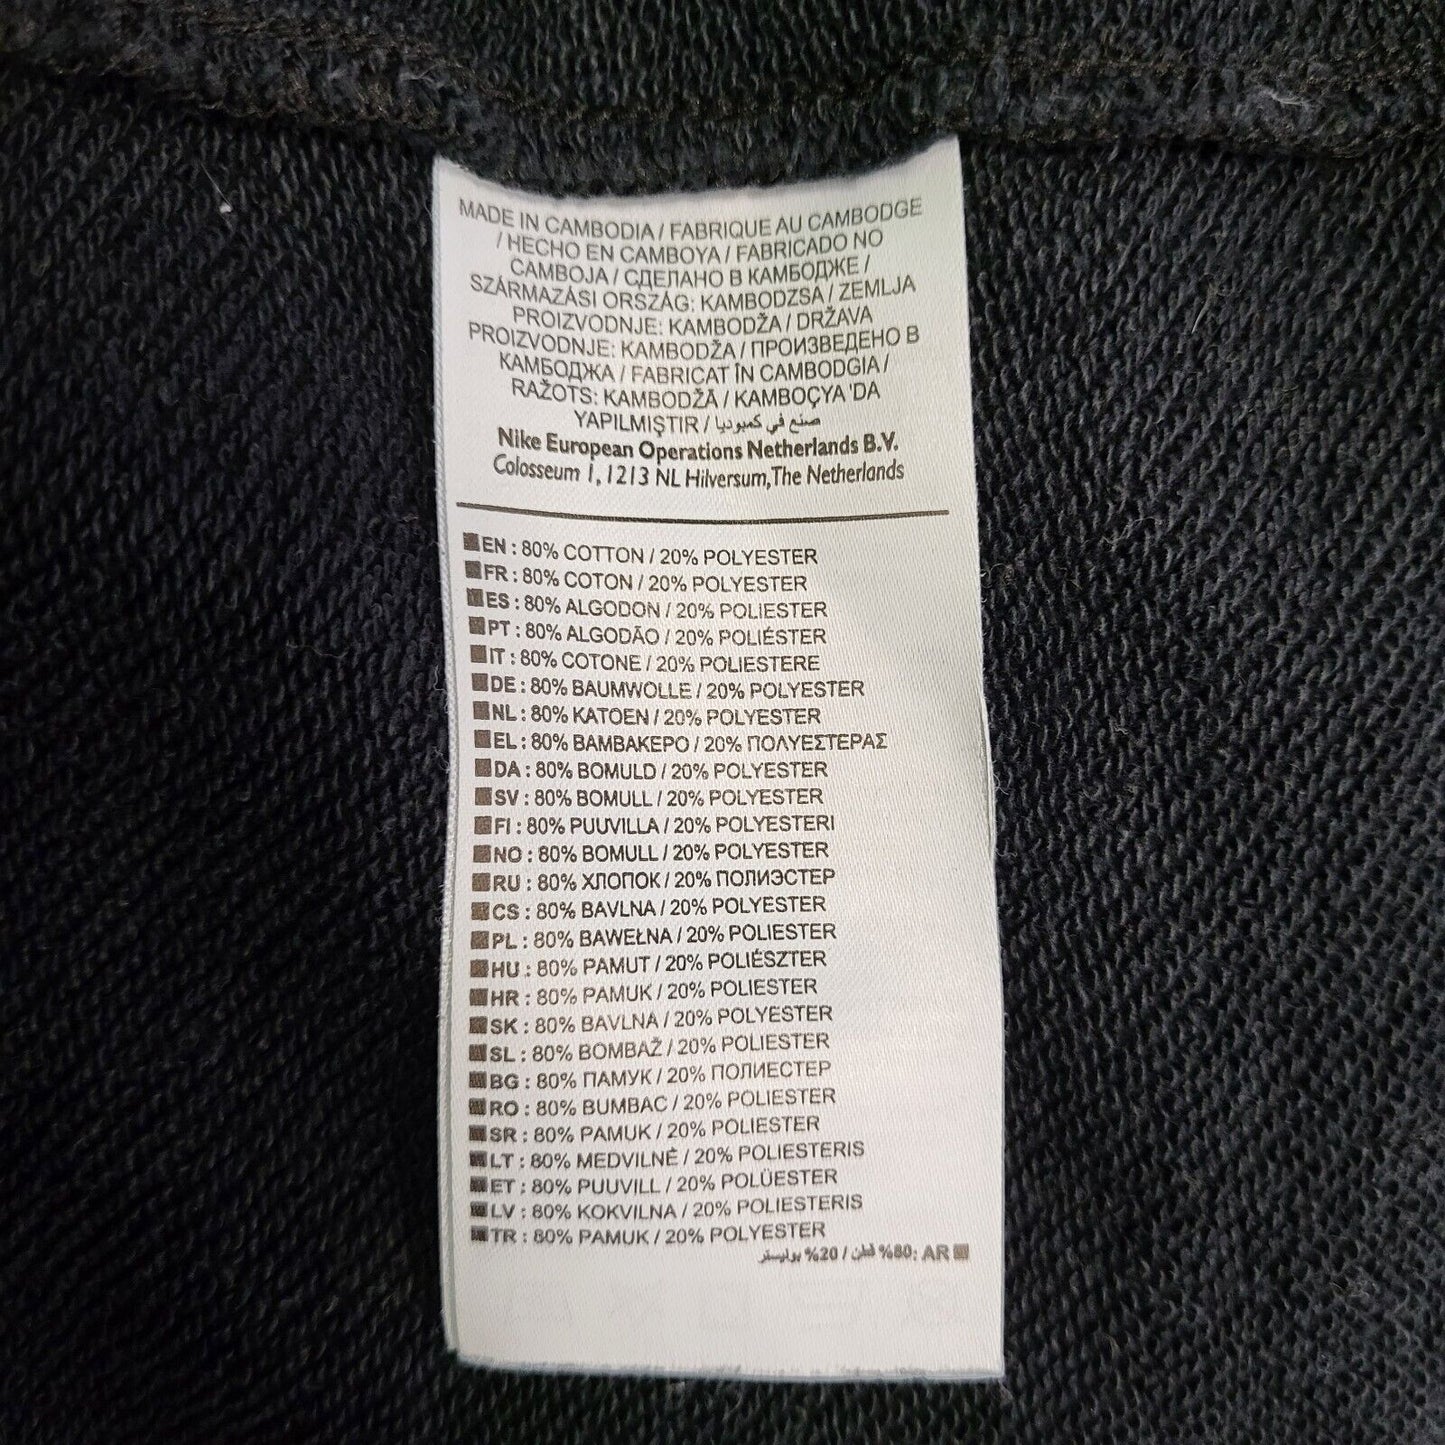 MADE IN CAMBODIA / FABRIQUE AU CAMBODGE
/ HECHO EN CAMBOYA / FABRICADO NO
CAMBOJA / СДЕЛАНО В КАМБОДЖЕ /
SZÁRMAZÁSI ORSZÁG: KAMBODZSA / ZEMLJA
PROIZVODNJE: KAMBODŽA / DRŽAVA
PROIZVODNJE: KAMBODŽA / ПРОИЗВЕДЕНО В
КАМБОДЖА / FABRICAT ÎN CAMBODGIA /
RAŽOTS: KAMBODŽĀ / KAMBOÇYA 'DA
YAPILMIŞTIR / صنع في كمبوديا
Nike European Operations Netherlands B.V.
Colosseum 1, 1213 NL Hilversum, The Netherlands
EN : 80% COTTON / 20% POLYESTER
FR : 80% COTON / 20% POLYESTER
ES : 80% ALGODON / 20% POLIESTER
PT : 80% ALGODÃO / 20% POLIÉSTER
IT : 80% COTONE / 20% POLIESTERE
DE : 80% BAUMWOLLE / 20% POLYESTER
NL : 80% KATOEN / 20% POLYESTER
EL : 80% ΒΑΜΒΑΚΕΡΟ / 20% ΠΟΛΥΕΣΤΕΡΑΣ
DA : 80% BOMULD / 20% POLYESTER
SV : 80% BOMULL / 20% POLYESTER
FI : 80% PUUVILLA / 20% POLYESTERI
NO : 80% BOMULL / 20% POLYESTER
RU : 80% ХЛОПОК / 20% ПОЛИЭСТЕР
CS : 80% BAVLNA / 20% POLYESTER
PL : 80% BAWEŁNA / 20% POLIESTER
HU : 80% PAMUT / 20% POLIÉSZTER
HR : 80% PAMUK / 20% POLIESTER
SK : 80% BAVLNA / 20% POLYESTER
SL : 80% BOMBAŽ / 20% POLIESTER
BG : 80% ПАМУК / 20% ПОЛИЕСТЕР
RO : 80% BUMBAC / 20% POLIESTER
SR : 80% PAMUK / 20% POLIESTER
LT : 80% MEDVILNĖ / 20% POLIESTERIS
ET : 80% PUUVILL / 20% POLÜESTER
LV : 80% KOKVILNA / 20% POLIESTERIS
TR : 80% PAMUK / 20% POLYESTER
AR :80% قطن / 20% بوليستر